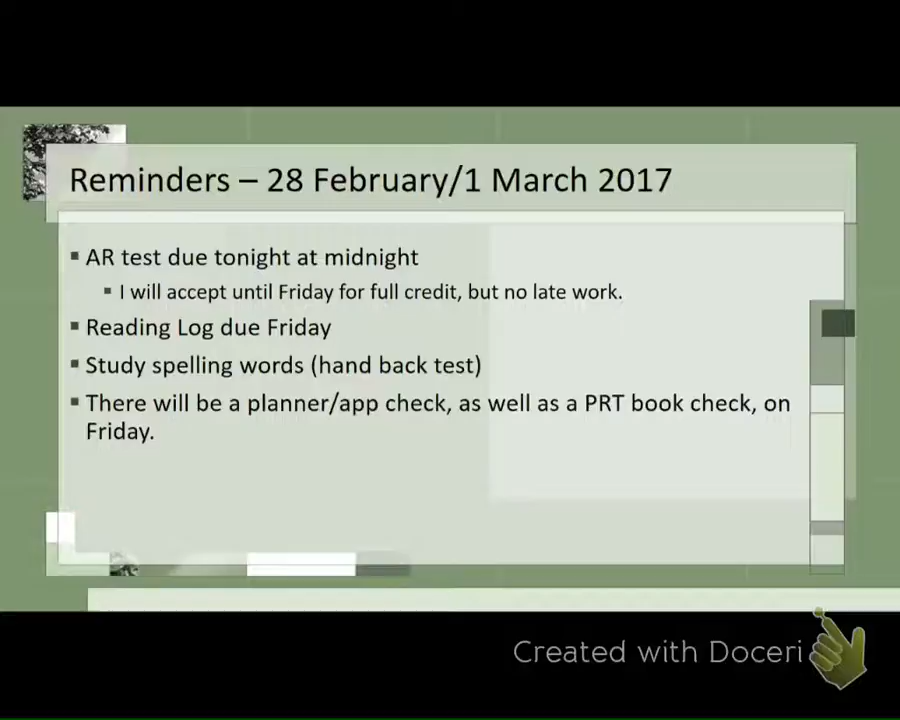 Reminders – 28 February/1 March 2017
▪ AR test due tonight at midnight
▪ I will accept until Friday for full credit, but no late work.
▪ Reading Log due Friday
▪ Study spelling words (hand back test)
▪ There will be a planner/app check, as well as a PRT book check, on
Friday.
Created with Doceri